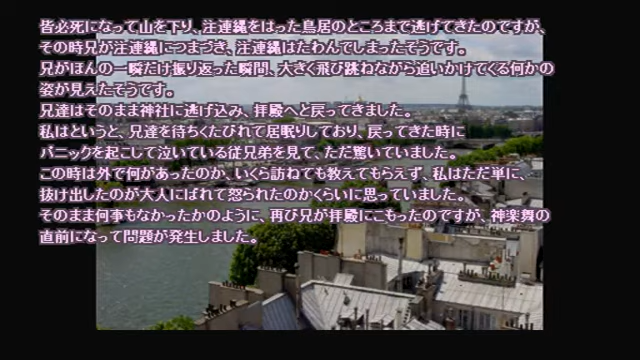 皆必死になって山を下り、注連縄をはった鳥居のところまで逃げてきたのですが、
その時兄が注連縄につまづき、注連縄はたわんでしまったそうです。
兄がほんの一瞬だけ振り返った瞬間、大きく飛び跳ねながら追いかけてくる何かの
姿が見えたそうです。
兄達はそのまま神社に逃げ込み、拝殿へと戻ってきました。
私はというと、兄達を待ちくたびれて居眠りしており、戻ってきた時に
パニックを起こして泣いている従兄弟を見て、ただ驚いていました。
この時は外で何があったのか、いくら訪ねても教えてもらえず、私はただ単に、
抜け出したのが大人にばれて怒られたのかくらいに思っていました。
そのまま何事もなかったかのように、再び兄が拝殿にこもったのですが、神楽舞の
直前になって問題が発生しました。